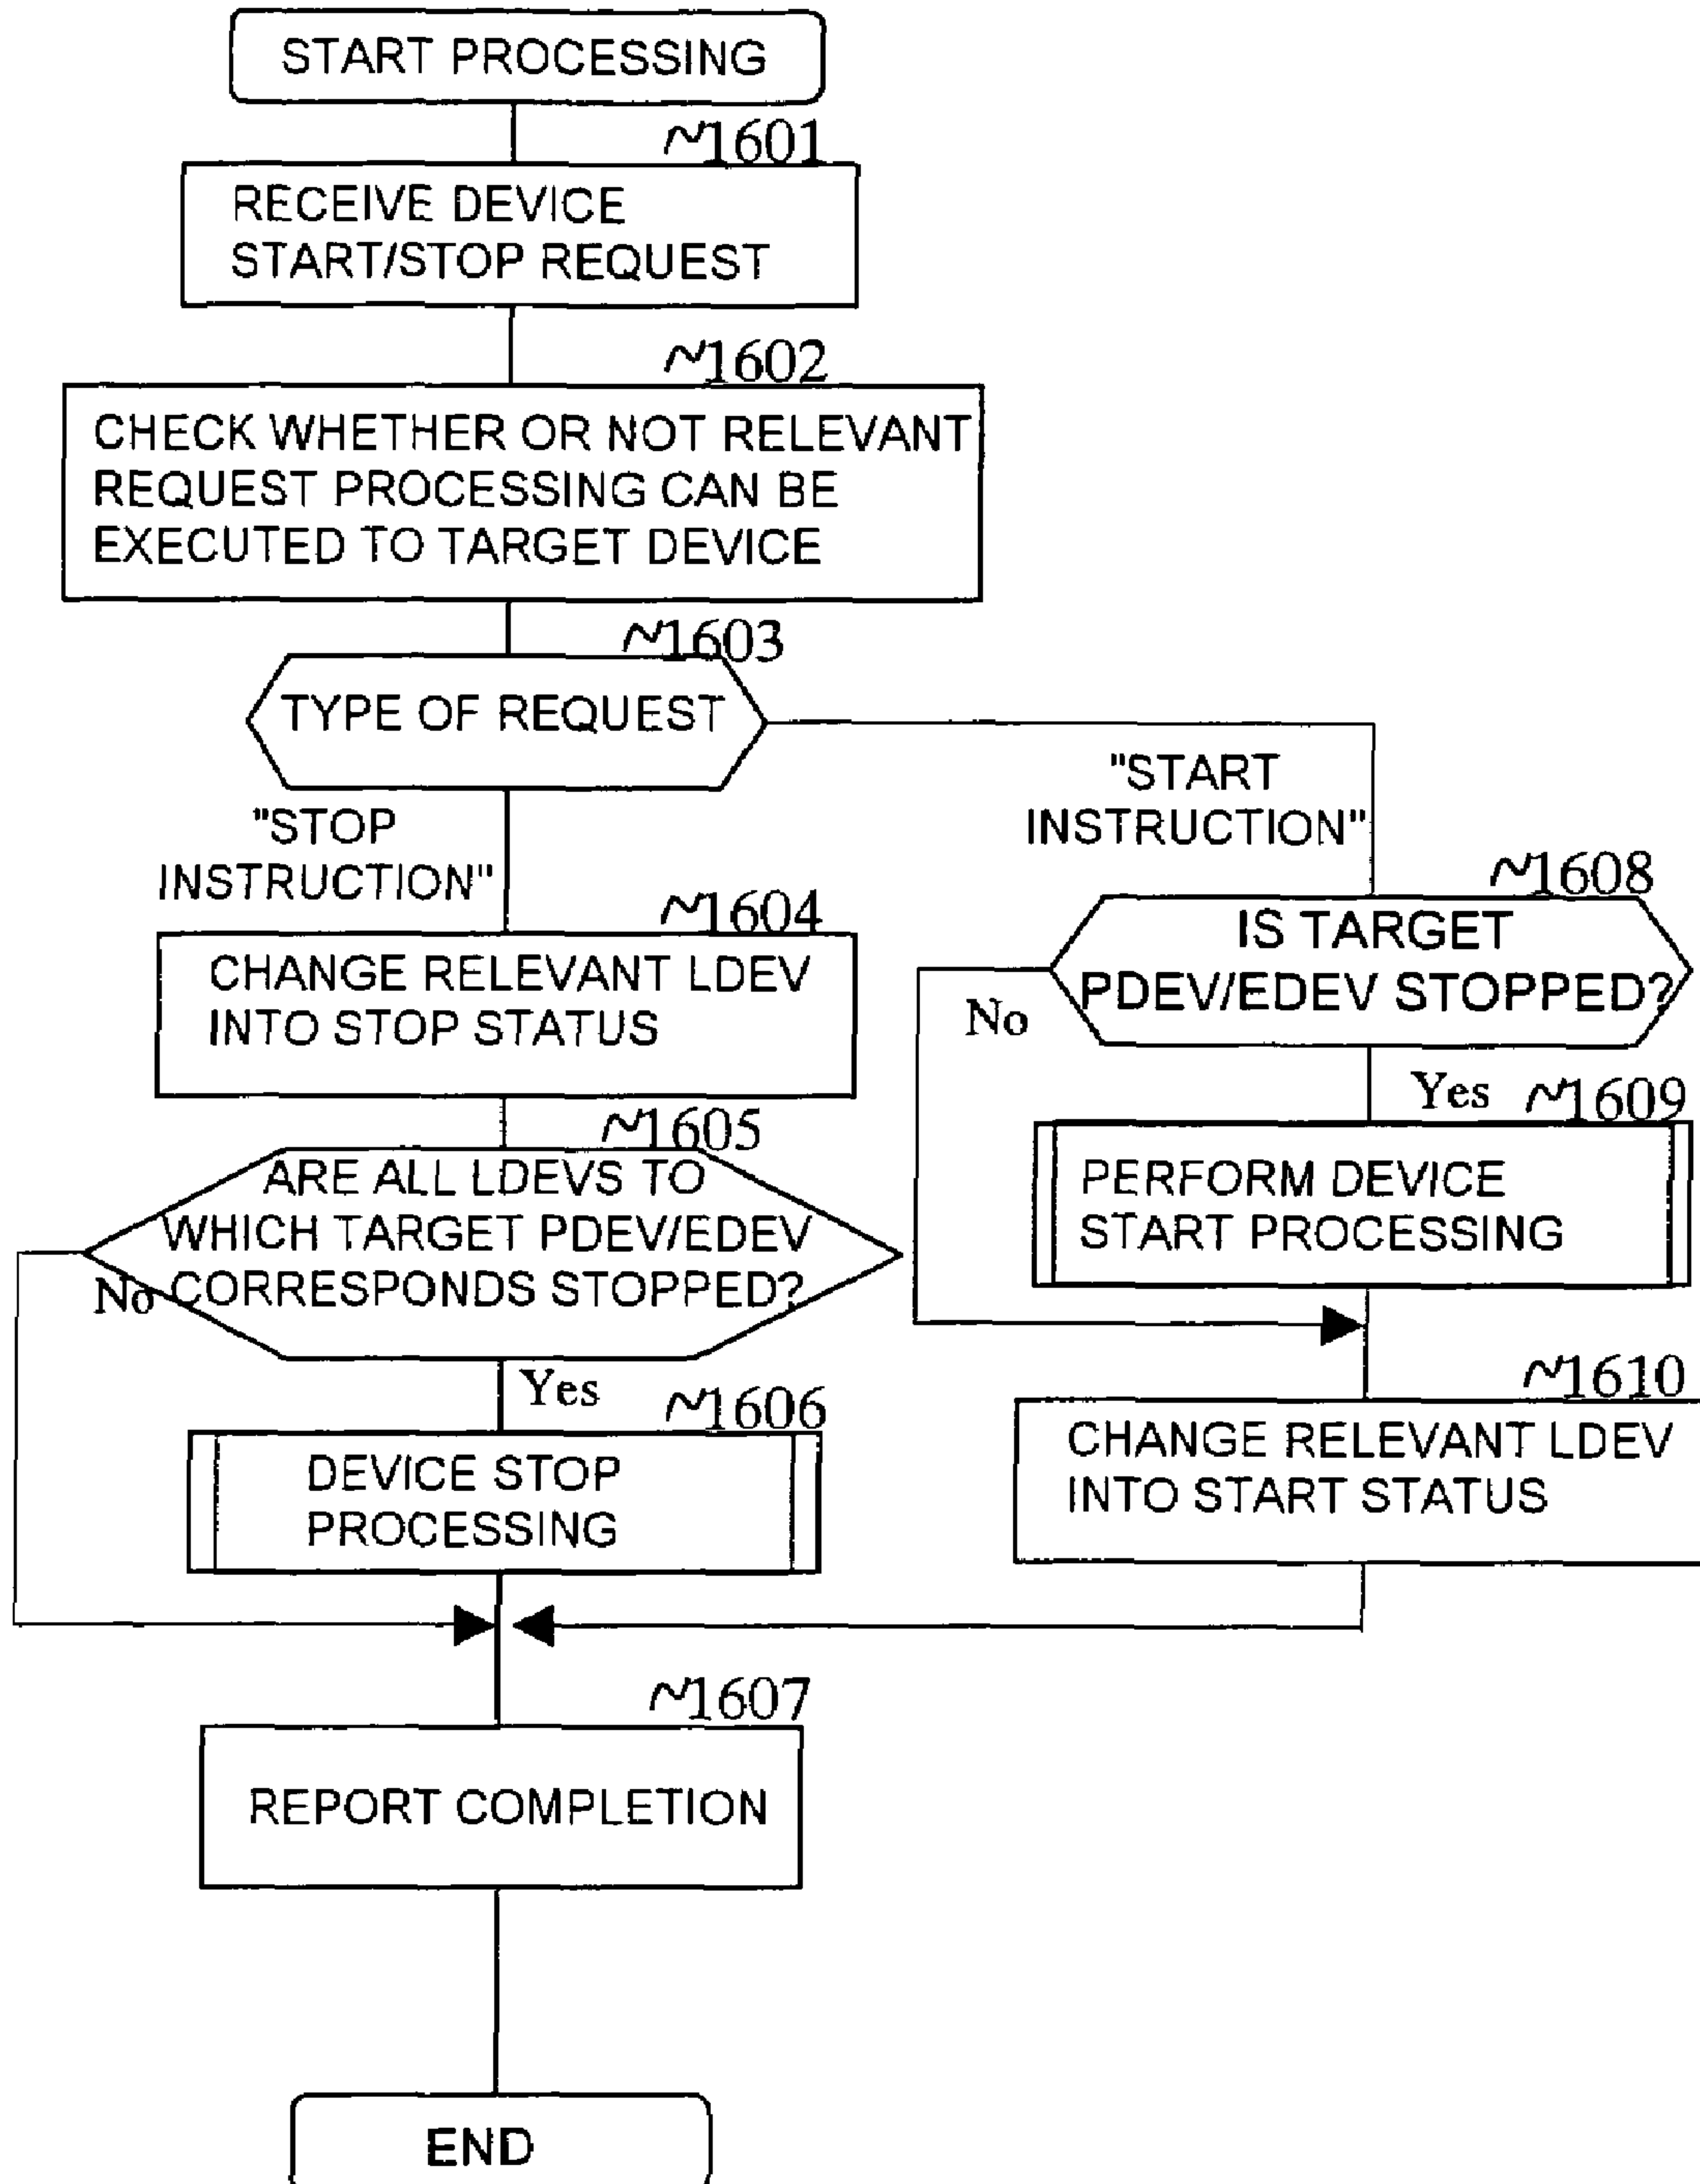 START PROCESSING
~1601
RECEIVE DEVICE
START/STOP REQUEST
~1602
CHECK WHETHER OR NOT RELEVANT
REQUEST PROCESSING CAN BE
EXECUTED TO TARGET DEVICE
~1603
TYPE OF REQUEST
"STOP
INSTRUCTION"
~1604
CHANGE RELEVANT LDEV
INTO STOP STATUS
~1605
ARE ALL LDEVS TO
WHICH TARGET PDEV/EDEV
CORRESPONDS STOPPED?
No
Yes
~1606
DEVICE STOP
PROCESSING
"START
INSTRUCTION"
~1608
IS TARGET
PDEV/EDEV STOPPED?
No
Yes
~1609
PERFORM DEVICE
START PROCESSING
~1610
CHANGE RELEVANT LDEV
INTO START STATUS
~1607
REPORT COMPLETION
END